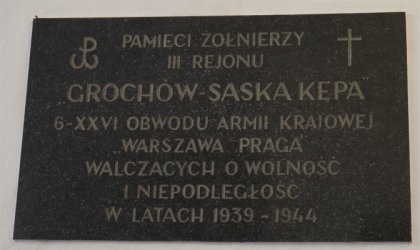 PAMIĘCI ŻOŁNIERZY
III REJONU
GROCHÓW-SASKA KĘPA
6-XXVI OBWODU ARMII KRAJOWEJ
WARSZAWA PRAGA
WALCZĄCYCH O WOLNOŚĆ
I NIEPODLEGŁOŚĆ
W LATACH 1939-1944